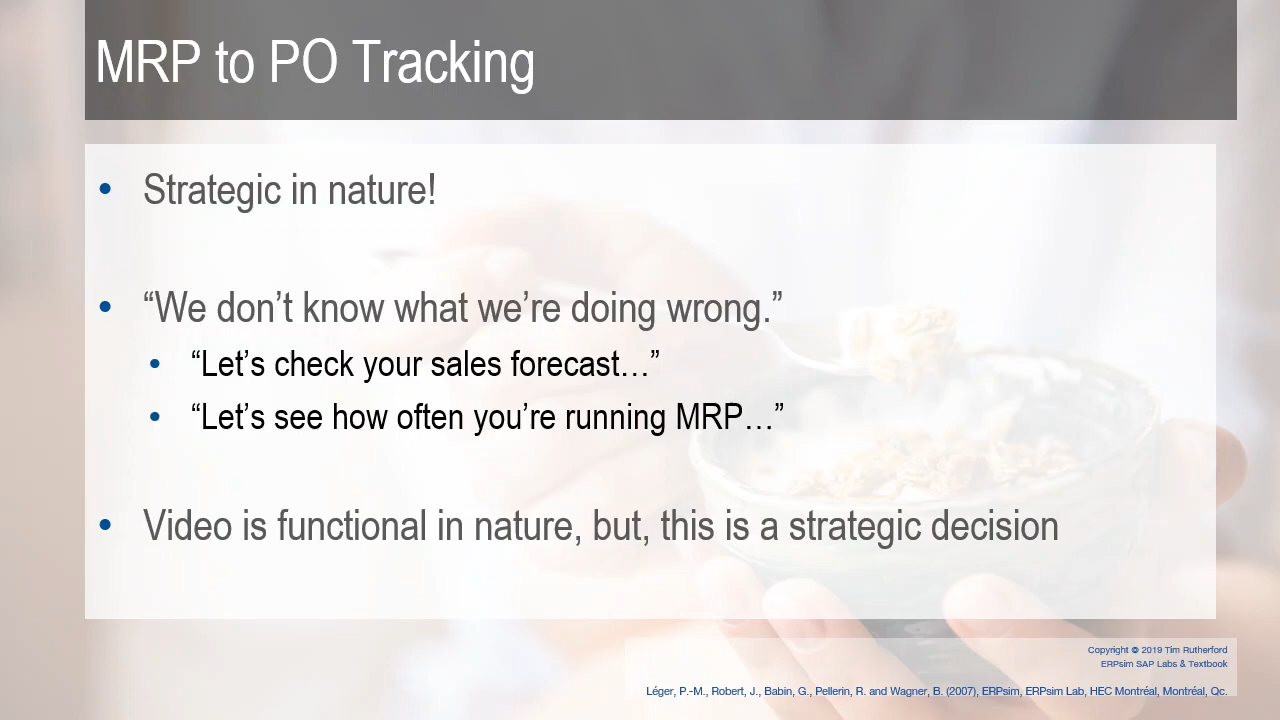 MRP to PO Tracking
• Strategic in nature!
• “We don’t know what we’re doing wrong.”
• “Let’s check your sales forecast…”
• “Let’s see how often you’re running MRP…”
• Video is functional in nature, but, this is a strategic decision
Copyright © 2019 Tim Rutherford
ERPsim SAP Labs & Textbook
Léger, P.-M., Robert, J., Babin, G., Pellerin, R. and Wagner, B. (2007), ERPsim, ERPsim Lab, HEC Montréal, Montréal, Qc.